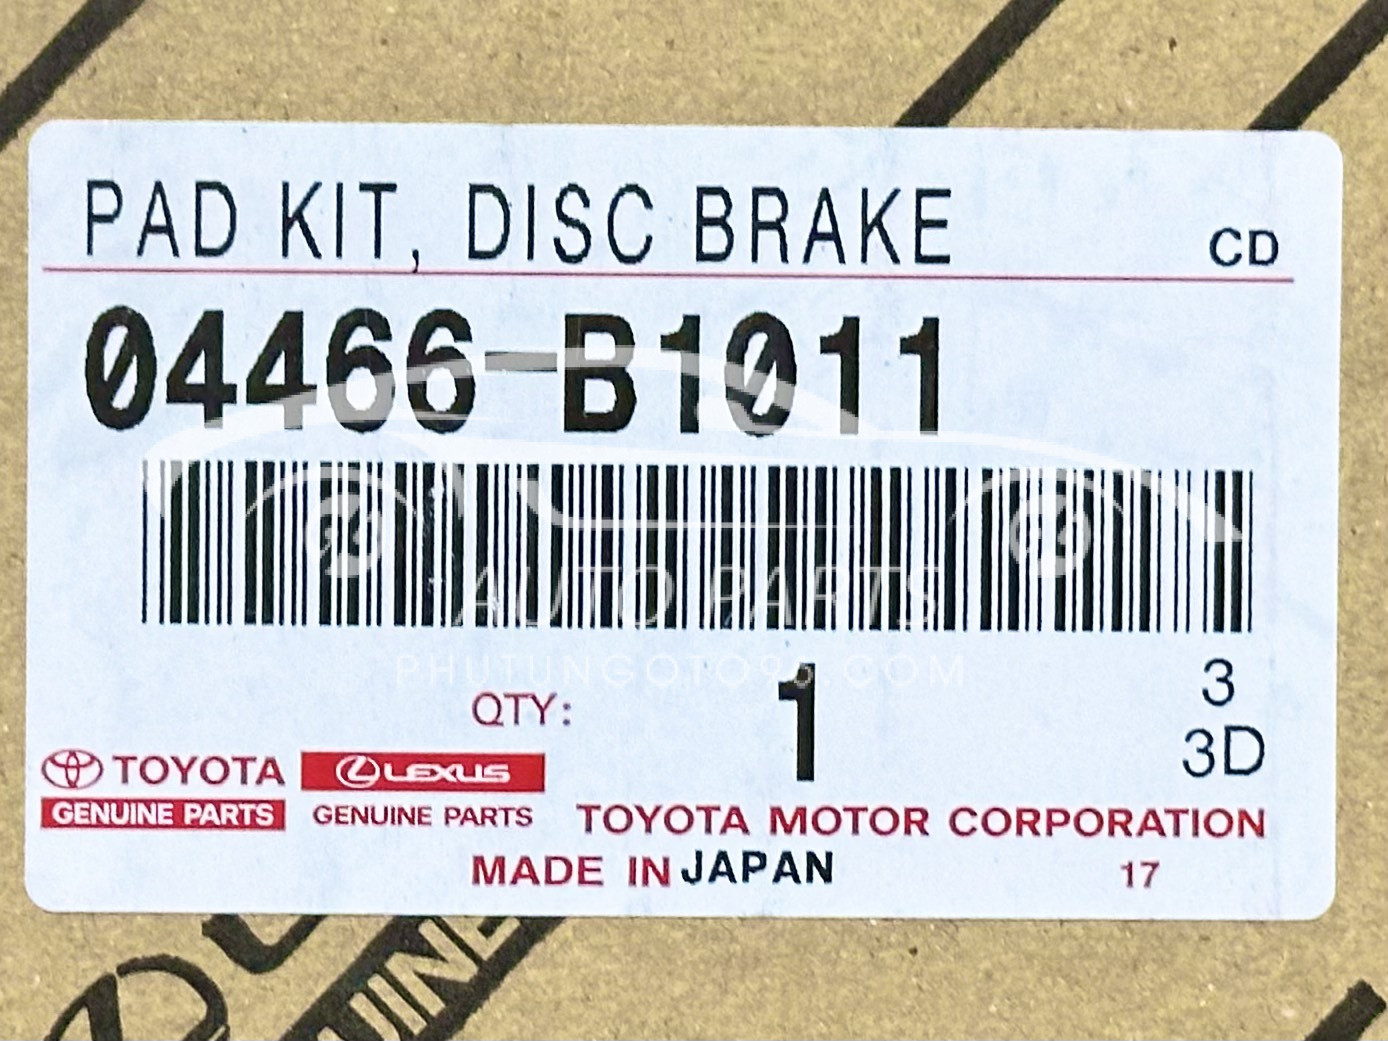 PAD KIT, DISC BRAKE
CD
04466-B1011
AUTO PARTS
PHUTUNGOTO96.COM
QTY: 1
3
3D
TOYOTA
GENUINE PARTS
LEXUS
GENUINE PARTS
TOYOTA MOTOR CORPORATION
MADE IN JAPAN
17